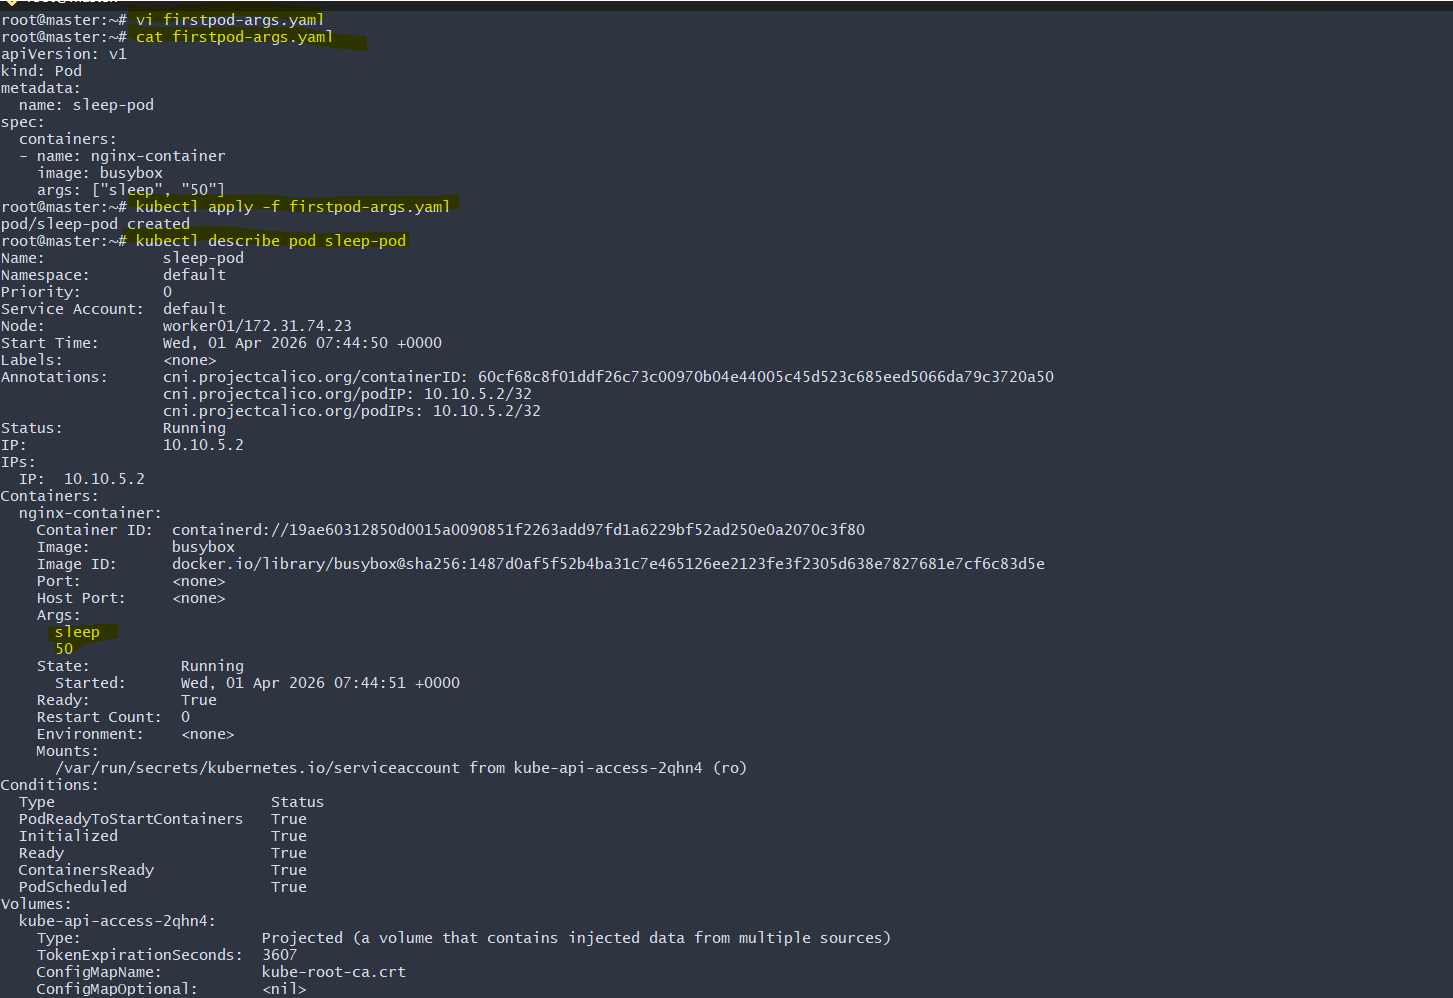 root@master:~# vi firstpod-args.yaml
root@master:~# cat firstpod-args.yaml
apiVersion: v1
kind: Pod
metadata:
  name: sleep-pod
spec:
  containers:
  - name: nginx-container
    image: busybox
    args: ["sleep", "50"]
root@master:~# kubectl apply -f firstpod-args.yaml
pod/sleep-pod created
root@master:~# kubectl describe pod sleep-pod
Name:             sleep-pod
Namespace:        default
Priority:         0
Service Account:  default
Node:             worker01/172.31.74.23
Start Time:       Wed, 01 Apr 2026 07:44:50 +0000
Labels:           <none>
Annotations:      cni.projectcalico.org/containerID: 60cf68c8f01ddf26c73c00970b04e44005c45d523c685eed5066da79c3720a50
                  cni.projectcalico.org/podIP: 10.10.5.2/32
                  cni.projectcalico.org/podIPs: 10.10.5.2/32
Status:           Running
IP:               10.10.5.2
IPs:
  IP:  10.10.5.2
Containers:
  nginx-container:
    Container ID:  containerd://19ae60312850d0015a0090851f2263add97fd1a6229bf52ad250e0a2070c3f80
    Image:         busybox
    Image ID:      docker.io/library/busybox@sha256:1487d0af5f52b4ba31c7e465126ee2123fe3f2305d638e7827681e7cf6c83d5e
    Port:          <none>
    Host Port:     <none>
    Args:
      sleep
      50
    State:          Running
      Started:      Wed, 01 Apr 2026 07:44:51 +0000
    Ready:          True
    Restart Count:  0
    Environment:    <none>
    Mounts:
      /var/run/secrets/kubernetes.io/serviceaccount from kube-api-access-2qhn4 (ro)
Conditions:
  Type                        Status
  PodReadyToStartContainers   True
  Initialized                 True
  Ready                       True
  ContainersReady             True
  PodScheduled                True
Volumes:
  kube-api-access-2qhn4:
    Type:                    Projected (a volume that contains injected data from multiple sources)
    TokenExpirationSeconds:  3607
    ConfigMapName:           kube-root-ca.crt
    ConfigMapOptional:       <nil>